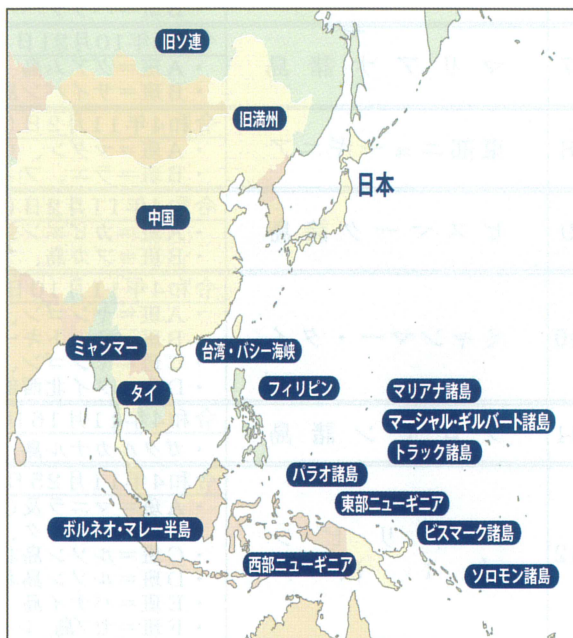 旧ソ連
旧満州
日本
中国
ミャンマー
台湾・バシー海峡
タイ
フィリピン
マリアナ諸島
マーシャル・ギルバート諸島
トラック諸島
パラオ諸島
東部ニューギニア
ボルネオ・マレー半島
ビスマーク諸島
西部ニューギニア
ソロモン諸島